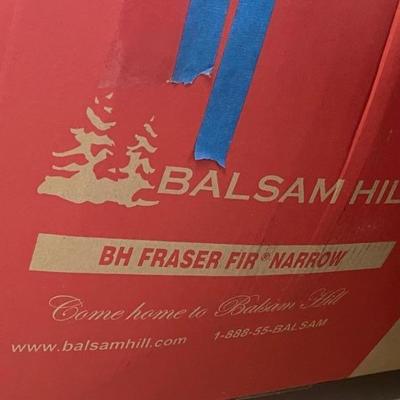 BALSAM HIL
BH FRASER FIR® NARROW
Come home to Balsam Hill
www.balsamhill.com 1-888-55-BALSAM